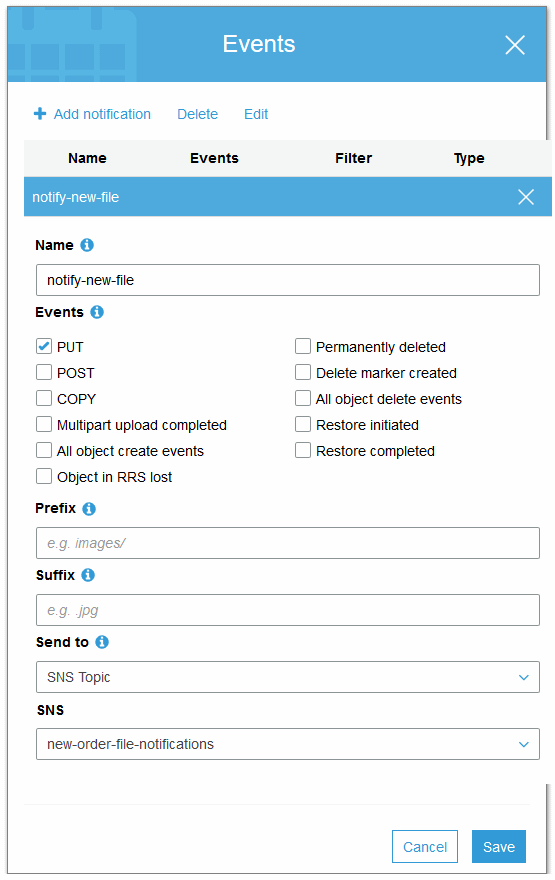 Events
Add notification Delete Edit
Name Events Filter Type
notify-new-file
Name
notify-new-file
Events
PUT Permanently deleted
POST Delete marker created
COPY All object delete events
Multipart upload completed Restore initiated
All object create events Restore completed
Object in RRS lost
Prefix
e.g. images/
Suffix
e.g. .jpg
Send to
SNS Topic
SNS
new-order-file-notifications
Cancel Save